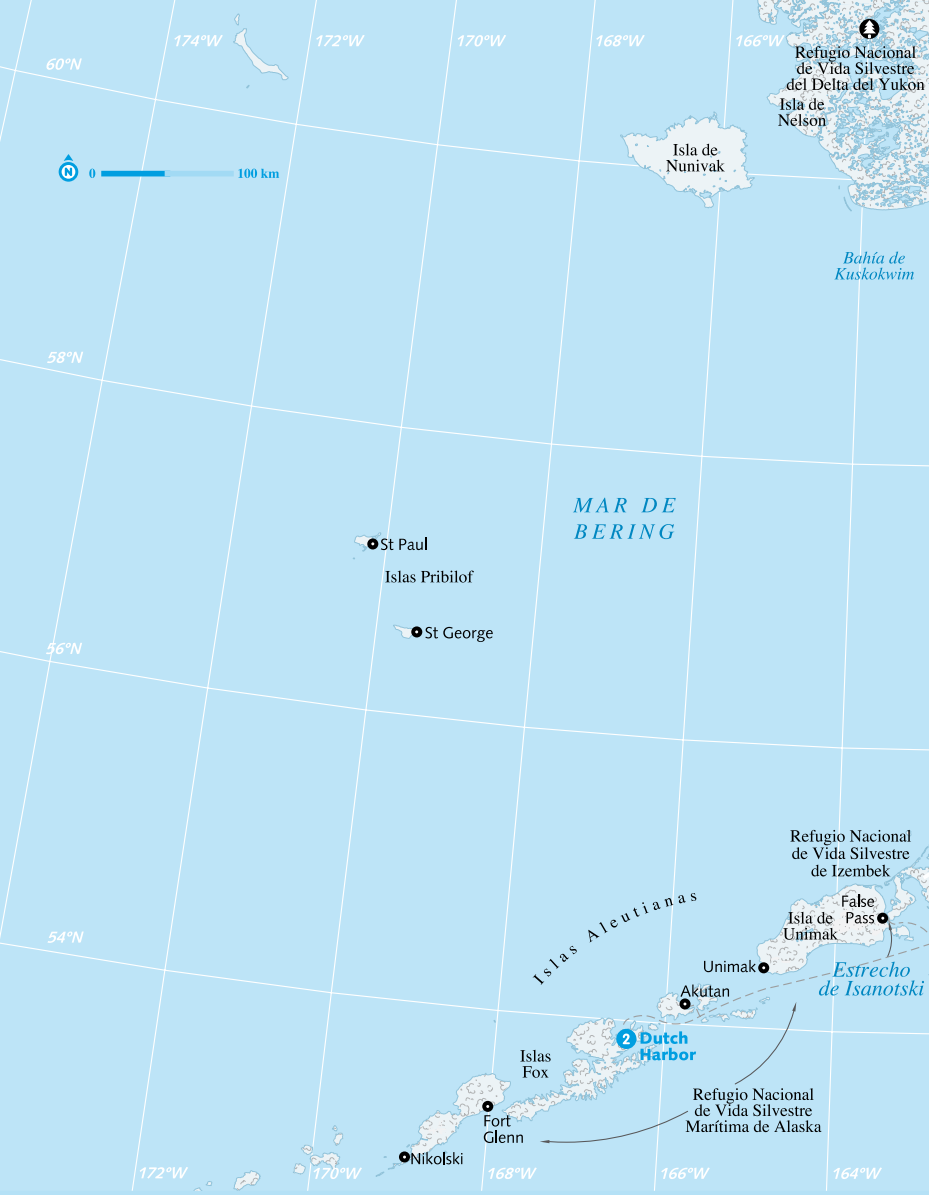 174°W
172°W
170°W
168°W
166°W
60°N
Refugio Nacional
de Vida Silvestre
del Delta del Yukon
Isla de
Nelson
Isla de
Nunivak
N
0
100 km
Bahía de
Kuskokwim
58°N
MAR DE
BERING
St Paul
Islas Pribilof
St George
56°N
Refugio Nacional
de Vida Silvestre
de Izembek
False
Pass
Isla de
Unimak
Islas Aleutianas
54°N
Unimak
Estrecho
de Isanotski
Akutan
2 Dutch
Harbor
Islas
Fox
Refugio Nacional
de Vida Silvestre
Marítima de Alaska
Fort
Glenn
Nikolski
172°W
170°W
168°W
166°W
164°W